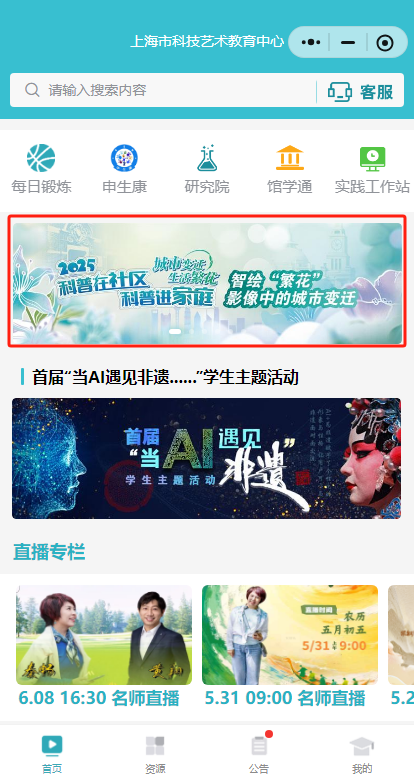 上海市科技艺术教育中心
请输入搜索内容
客服
每日锻炼
申生康
研究院
馆学通
实践工作站
2025
科普在社区
科普进家庭
城市变迁
生活繁花
智绘“繁花”
影像中的城市变迁
首届“当AI遇见非遗......”学生主题活动
首届
“当AI遇见
非遗”
学生主题活动
直播专栏
直播时间
农历
五月初五
5/31 9:00
6.08 16:30 名师直播
5.31 09:00 名师直播
5.2
首页
资源
公告
我的